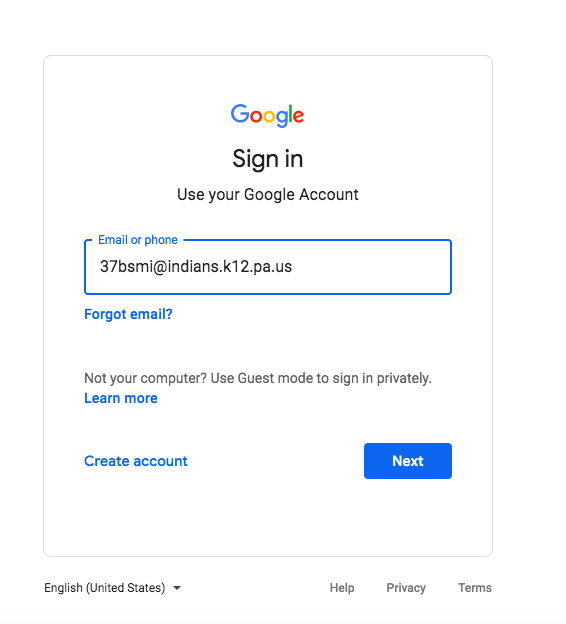 Google
Sign in
Use your Google Account
Email or phone
37bsmi@indians.k12.pa.us
Forgot email?
Not your computer? Use Guest mode to sign in privately.
Learn more
Create account
Next
English (United States)
Help
Privacy
Terms